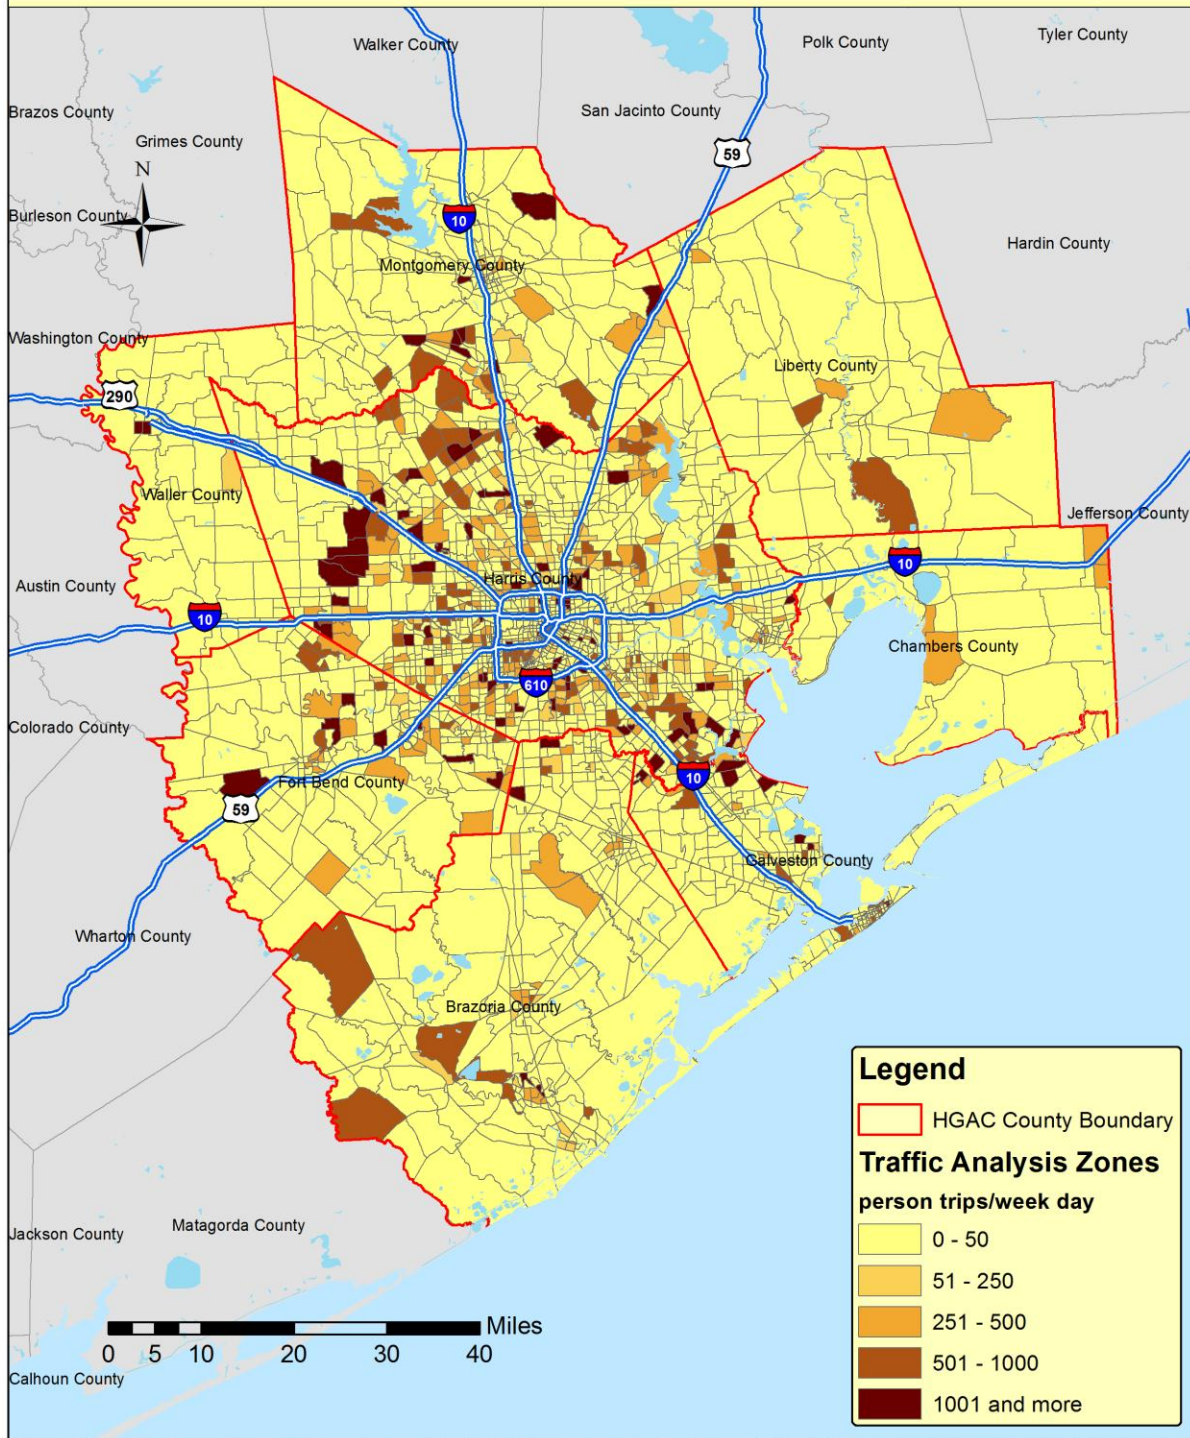 Walker County
Polk County
Tyler County
Brazos County
San Jacinto County
Grimes County
59
N
Burleson County
10
Hardin County
Montgomery County
Washington County
Liberty County
290
Waller County
Jefferson County
10
Austin County
Harris County
10
Chambers County
610
Colorado County
10
Fort Bend County
59
Galveston County
Wharton County
Brazoria County
Legend
HGAC County Boundary
Traffic Analysis Zones
person trips/week day
0 - 50
51 - 250
251 - 500
501 - 1000
1001 and more
Matagorda County
Jackson County
Miles
0 5 10 20 30 40
Calhoun County